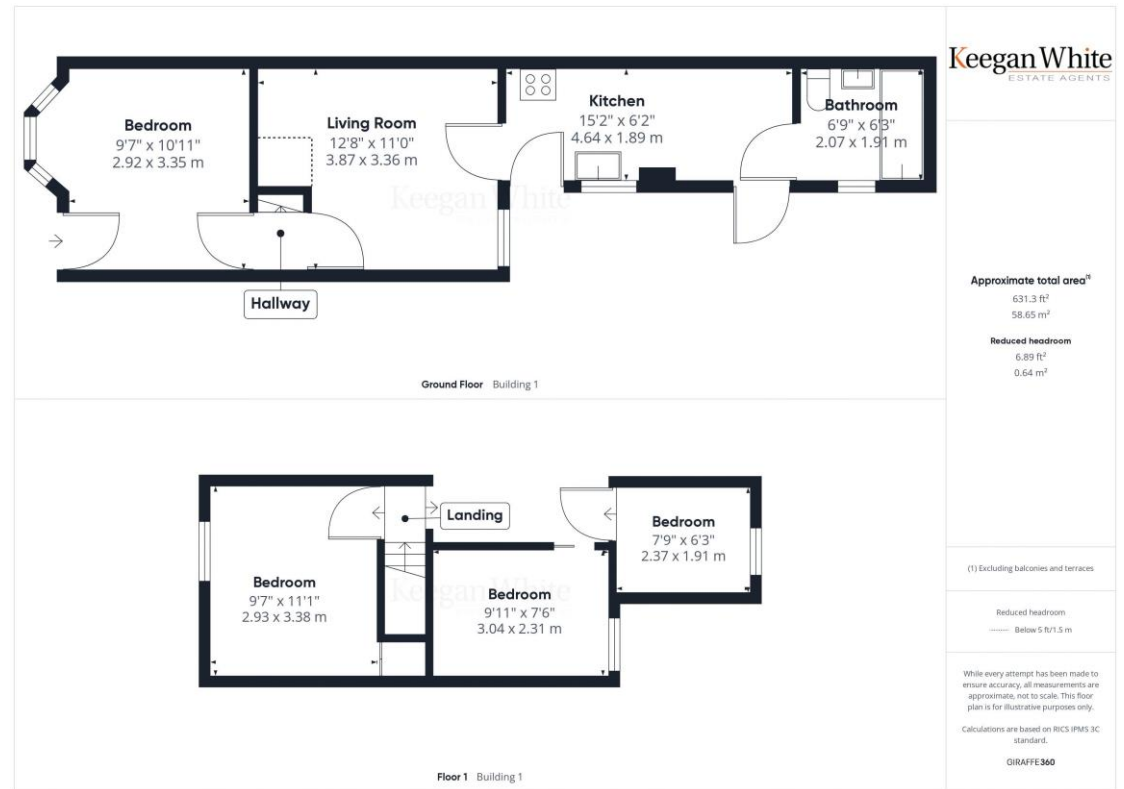 Bedroom
9'7" x 10'11"
2.92 x 3.35 m
Living Room
12'8" x 11'0"
3.87 x 3.36 m
Kitchen
15'2" x 6'2"
4.64 x 1.89 m
Bathroom
6'9" x 6'3"
2.07 x 1.91 m
Keegan White
Hallway
Ground Floor Building 1
Landing
Bedroom
9'7" x 11'1"
2.93 x 3.38 m
Bedroom
9'11" x 7'6"
3.04 x 2.31 m
Bedroom
7'9" x 6'3"
2.37 x 1.91 m
Keegan White
Floor 1 Building 1
Keegan White
ESTATE AGENTS
Approximate total area(1)
631.3 ft²
58.65 m²
Reduced headroom
6.89 ft²
0.64 m²
(1) Excluding balconies and terraces
Reduced headroom
Below 5 ft/1.5 m
While every attempt has been made to
ensure accuracy, all measurements are
approximate, not to scale. This floor
plan is for illustrative purposes only.
Calculations are based on RICS IPMS 3C
standard.
GIRAFFE360